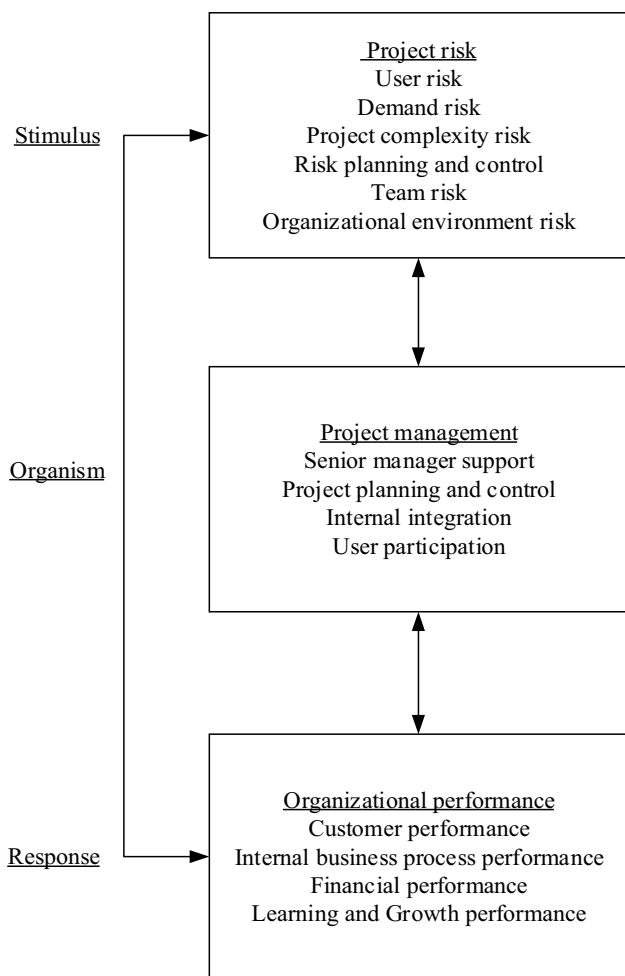 Project risk
User risk
Demand risk
Stimulus
Project complexity risk
Risk planning and control
Team risk
Organizational environment risk
Project management
Senior manager support
Organism
Project planning and control
Internal integration
User participation
Organizational performance
Customer performance
Response
Internal business process performance
Financial performance
Learning and Growth performance